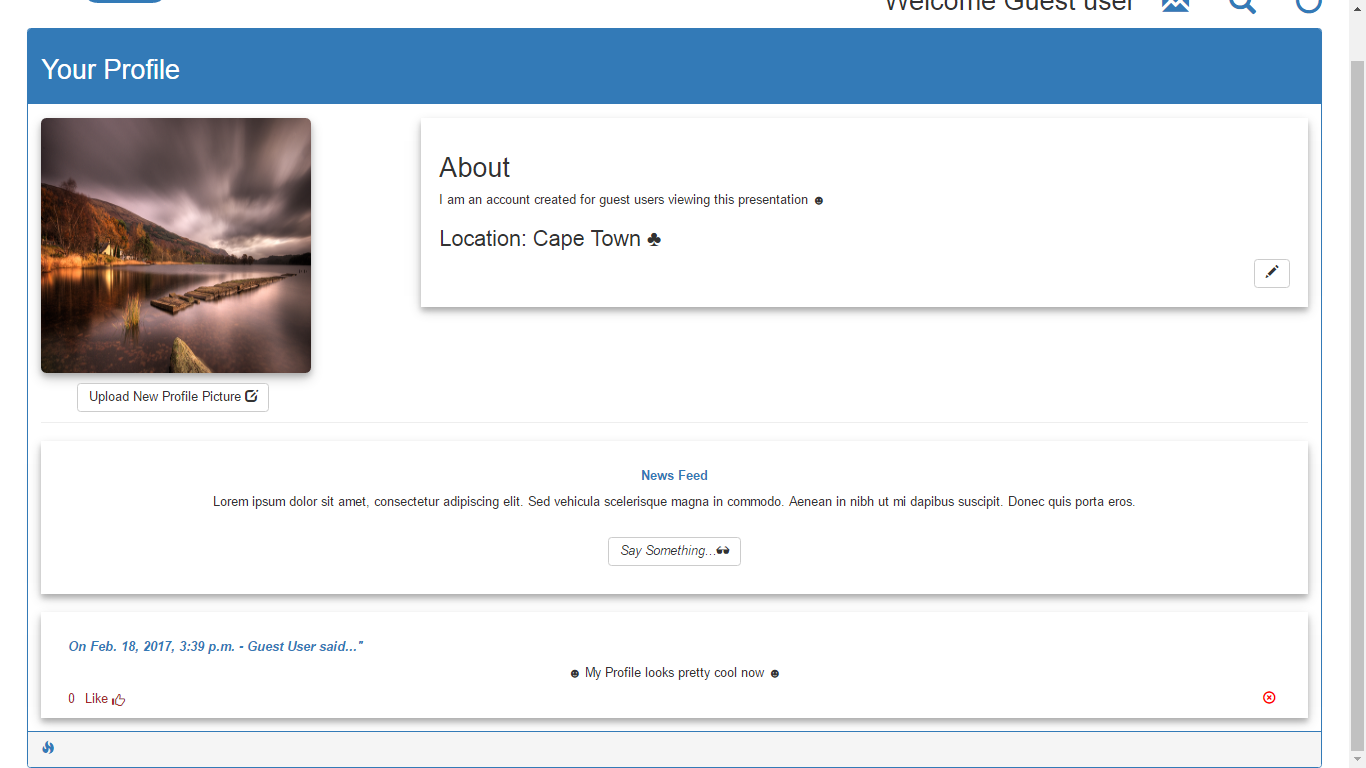 Welcome Guest user
Your Profile
About
I am an account created for guest users viewing this presentation ☻
Location: Cape Town ♣
Upload New Profile Picture
News Feed
Lorem ipsum dolor sit amet, consectetur adipiscing elit. Sed vehicula scelerisque magna in commodo. Aenean in nibh ut mi dapibus suscipit. Donec quis porta eros.
Say Something...
On Feb. 18, 2017, 3:39 p.m. - Guest User said..."
☻ My Profile looks pretty cool now ☻
0 Like